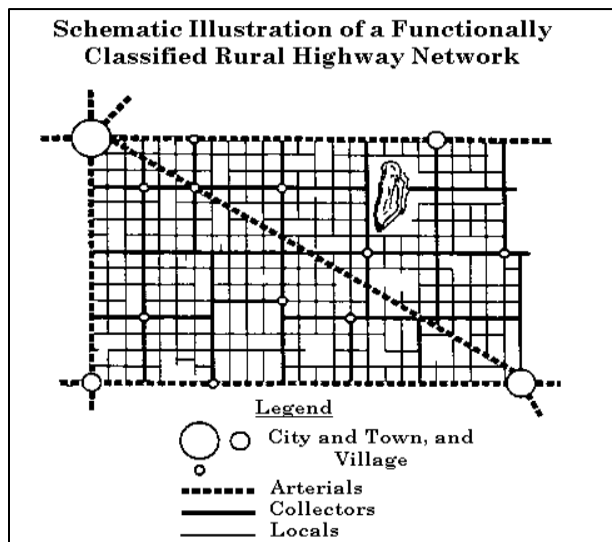 Schematic Illustration of a Functionally
Classified Rural Highway Network
Legend
City and Town, and
Village
Arterials
Collectors
Locals